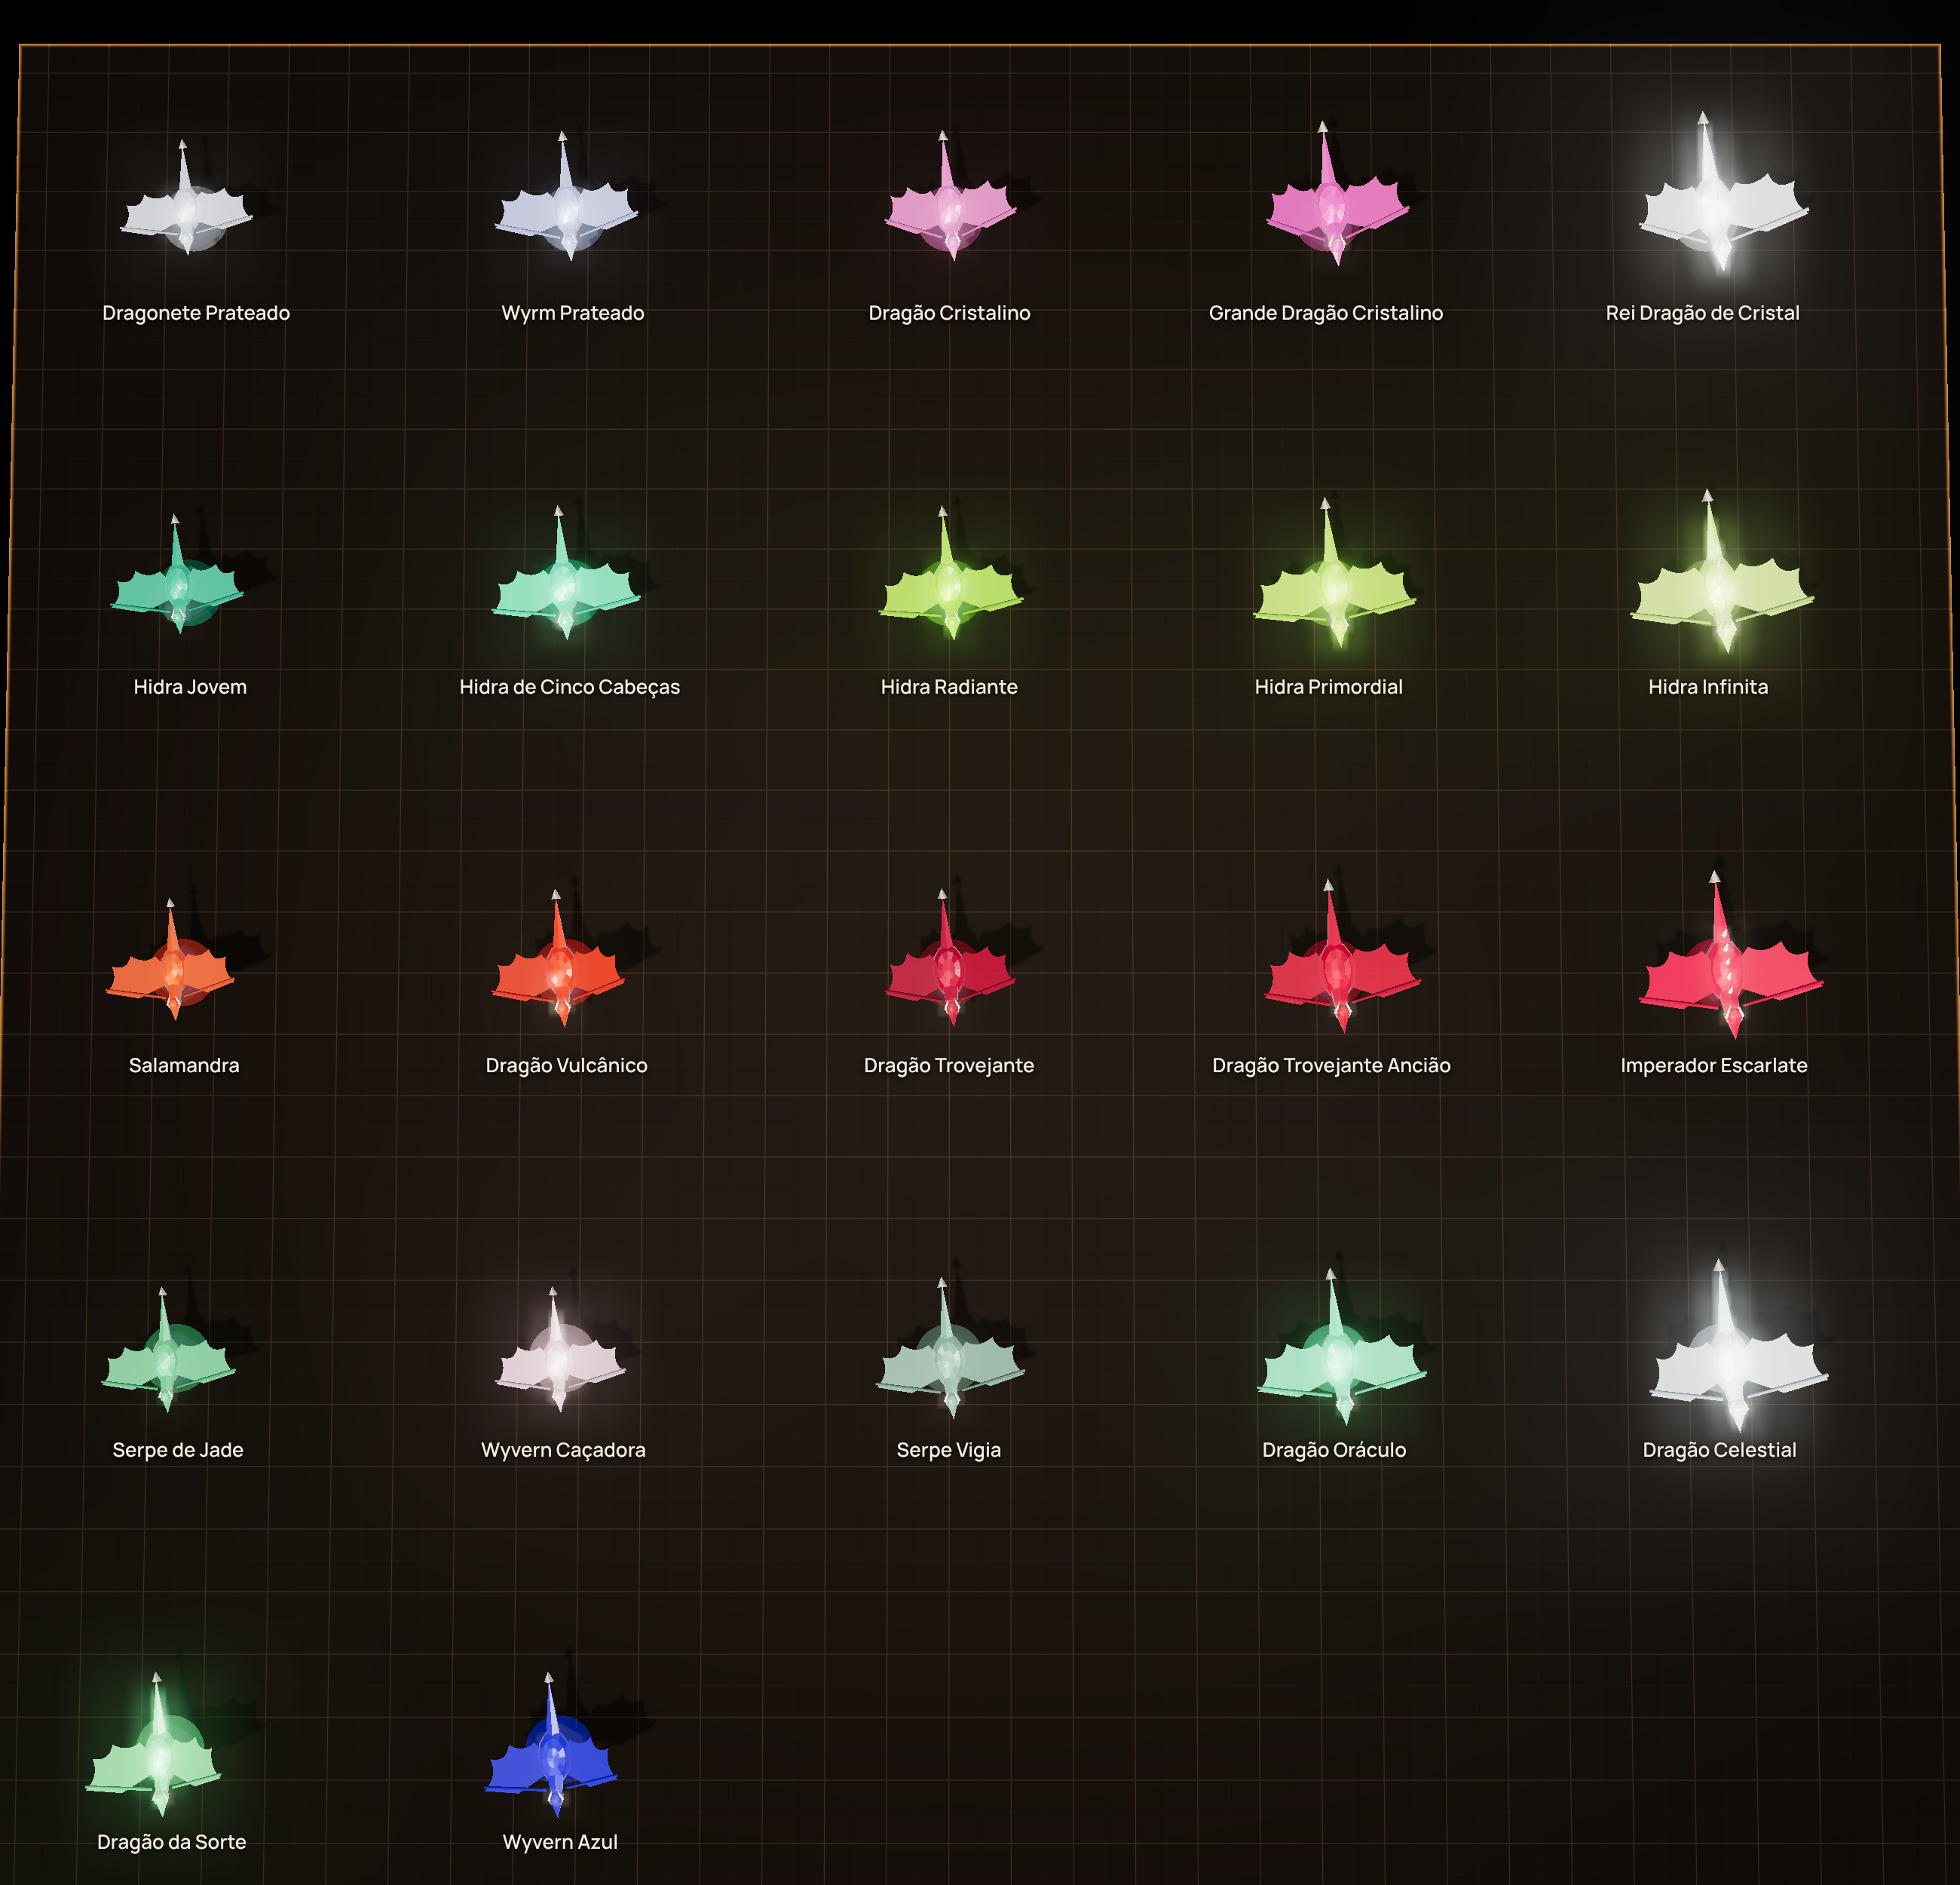 Dragonete Prateado
Wyrm Prateado
Dragão Cristalino
Grande Dragão Cristalino
Rei Dragão de Cristal
Hidra Jovem
Hidra de Cinco Cabeças
Hidra Radiante
Hidra Primordial
Hidra Infinita
Salamandra
Dragão Vulcânico
Dragão Trovejante
Dragão Trovejante Ancião
Imperador Escarlate
Serpe de Jade
Wyvern Caçadora
Serpe Vigia
Dragão Oráculo
Dragão Celestial
Dragão da Sorte
Wyvern Azul